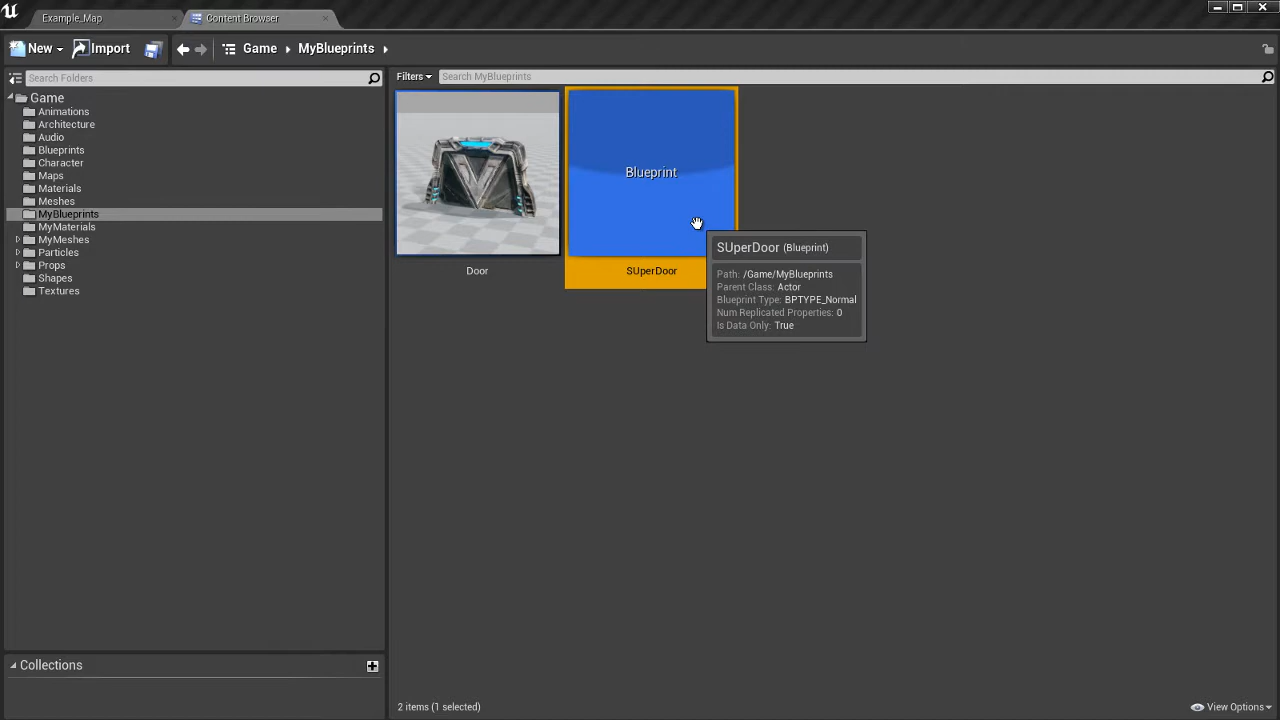 Example_Map
Content Browser
New
Import
Game
MyBlueprints
Search Folders
Filters
Search MyBlueprints
Game
Animations
Architecture
Audio
Blueprints
Character
Maps
Materials
Meshes
MyBlueprints
MyMaterials
MyMeshes
Particles
Props
Shapes
Textures
Blueprint
Door
SUperDoor
SUperDoor (Blueprint)
Path: /Game/MyBlueprints
Parent Class: Actor
Blueprint Type: BPTYPE_Normal
Num Replicated Properties: 0
Is Data Only: True
Collections
2 items (1 selected)
View Options